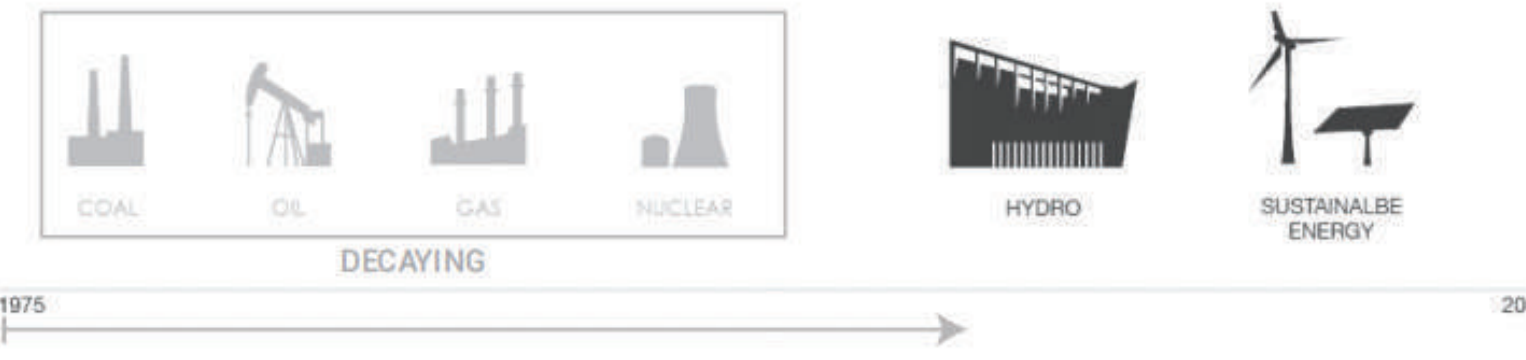 COAL
OIL
GAS
NUCLEAR
HYDRO
SUSTAINALBE
ENERGY
DECAYING
1975
20